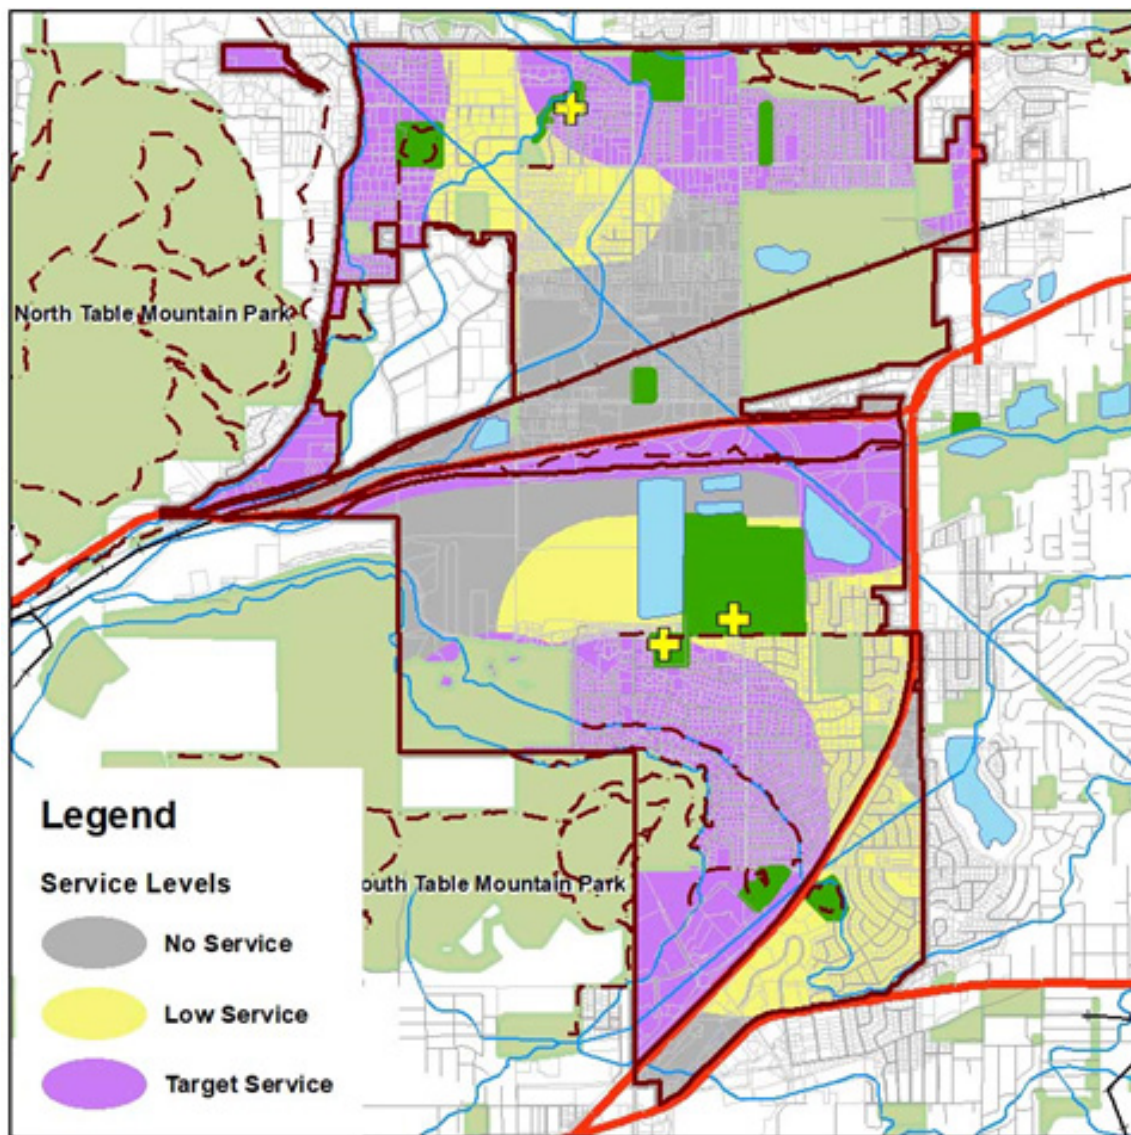 North Table Mountain Park
outh Table Mountain Park
Legend
Service Levels
No Service
Low Service
Target Service